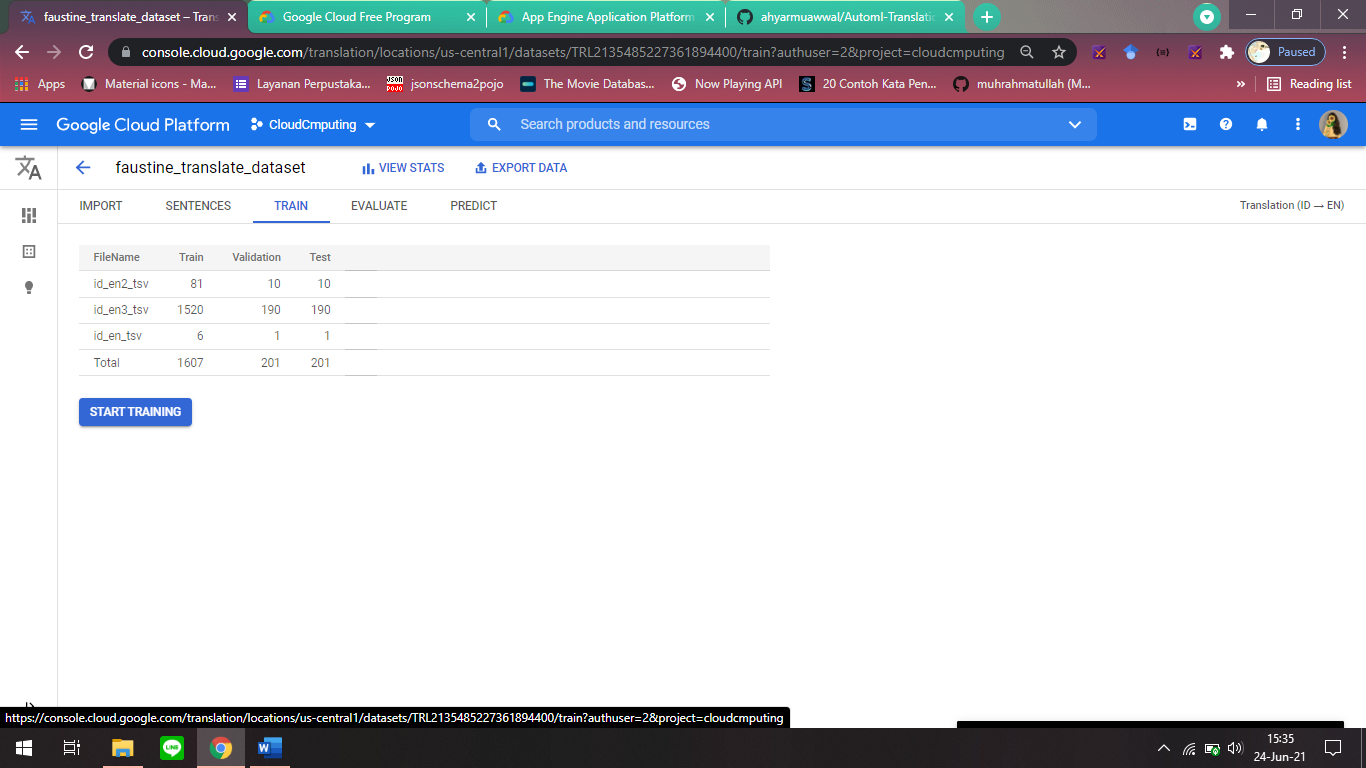 faustine_translate_dataset – Tran
Google Cloud Free Program
App Engine Application Platform
ahyarmuawwal/Automl-Translatio
console.cloud.google.com/translation/locations/us-central1/datasets/TRL2135485227361894400/train?authuser=2&project=cloudcmputing
Paused
Apps
Material icons - Ma...
Layanan Perpustaka...
JSON POJO
jsonschema2pojo
The Movie Databas...
Now Playing API
20 Contoh Kata Pen...
muhrahmatullah (M...
»
Reading list
Google Cloud Platform
CloudCmputing
Search products and resources
faustine_translate_dataset
VIEW STATS
EXPORT DATA
IMPORT SENTENCES TRAIN EVALUATE PREDICT
Translation (ID → EN)
FileName Train Validation Test
id_en2_tsv 81 10 10
id_en3_tsv 1520 190 190
id_en_tsv 6 1 1
Total 1607 201 201
START TRAINING
https://console.cloud.google.com/translation/locations/us-central1/datasets/TRL2135485227361894400/train?authuser=2&project=cloudcmputing
LINE
W
15:35
24-Jun-21